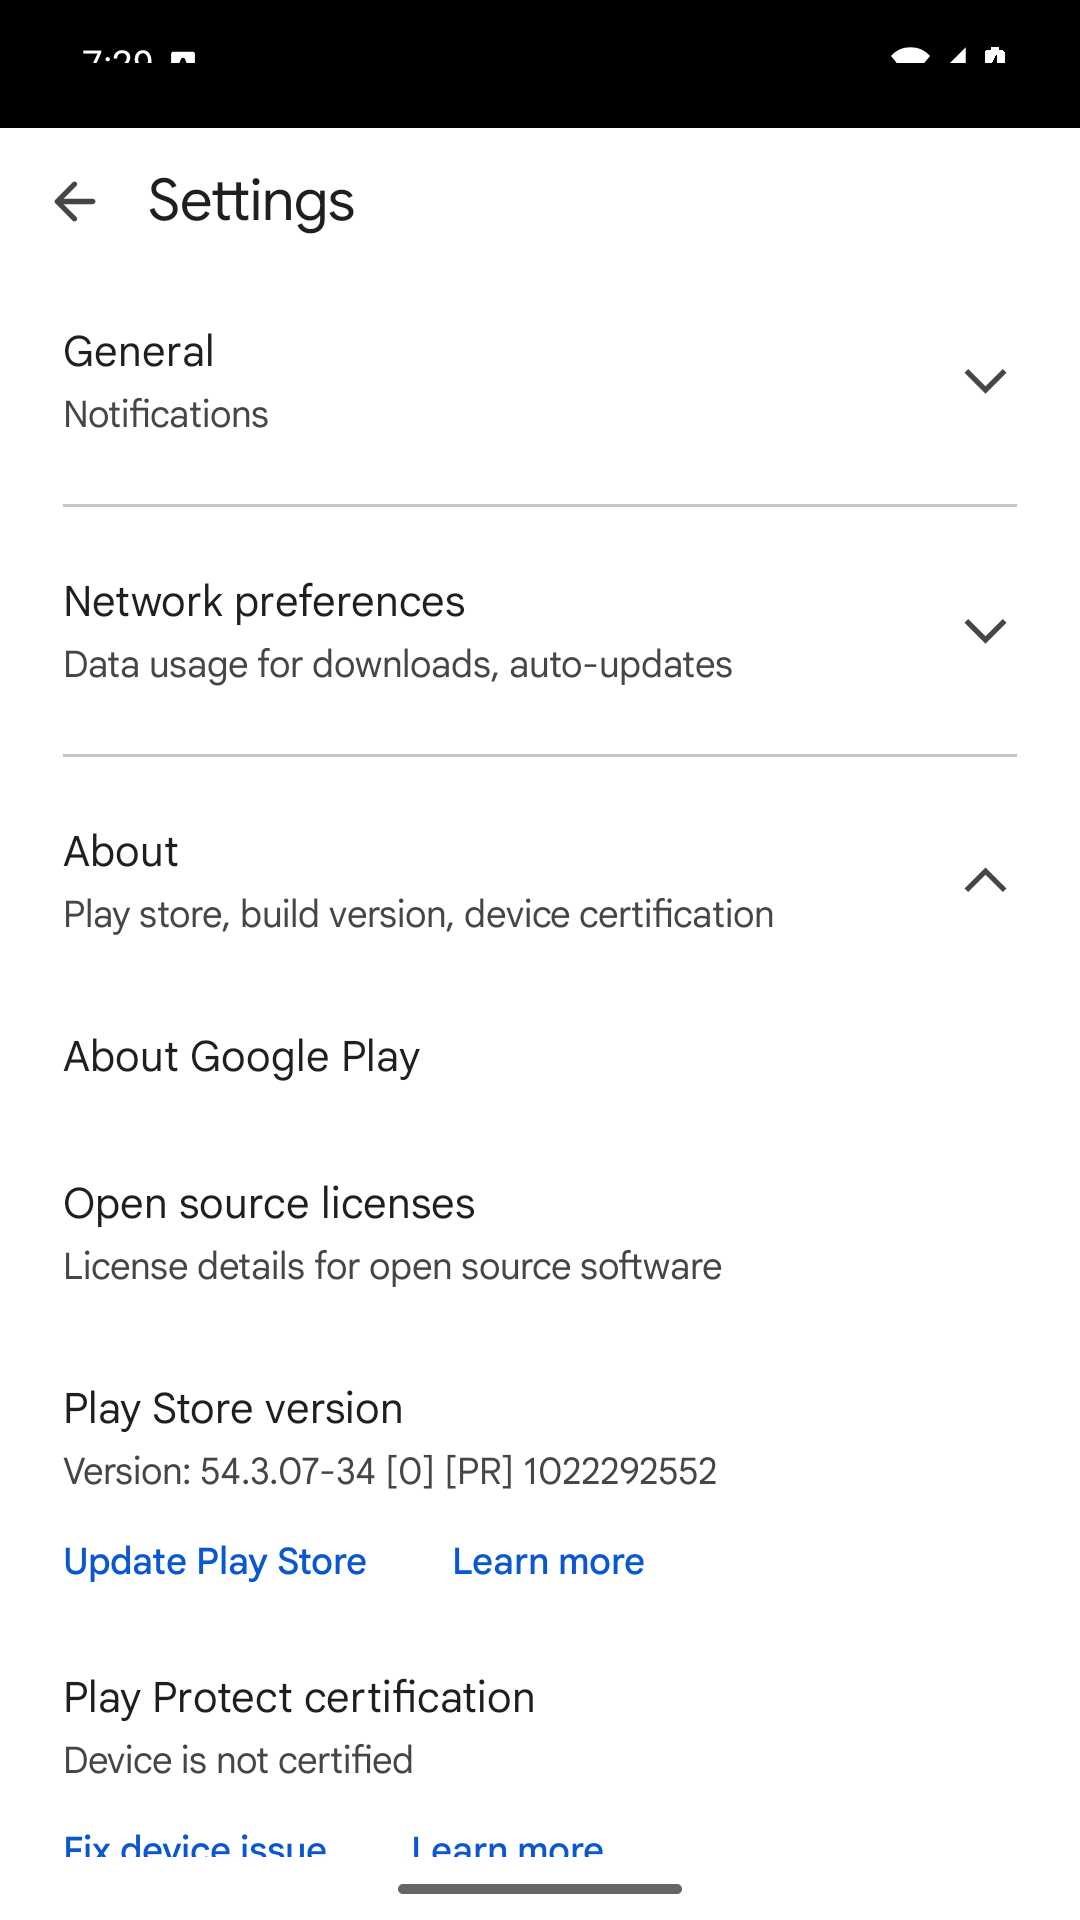 7:29
Settings
General
Notifications
Network preferences
Data usage for downloads, auto-updates
About
Play store, build version, device certification
About Google Play
Open source licenses
License details for open source software
Play Store version
Version: 54.3.07-34 [0] [PR] 1022292552
Update Play Store Learn more
Play Protect certification
Device is not certified
Fix device issue Learn more